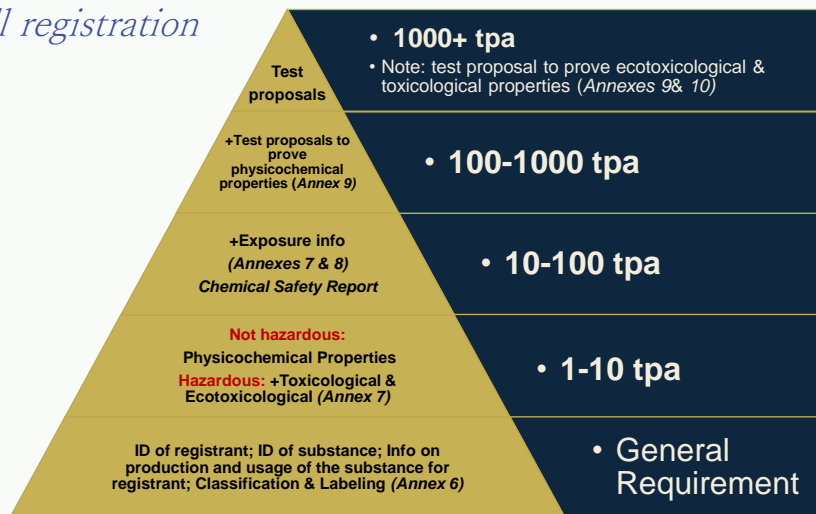 registration
Test
proposals
• 1000+ tpa
• Note: test proposal to prove ecotoxicological &
toxicological properties (Annexes 9& 10)
+Test proposals to
prove
physicochemical
properties (Annex 9)
• 100-1000 tpa
+Exposure info
(Annexes 7 & 8)
Chemical Safety Report
• 10-100 tpa
Not hazardous:
Physicochemical Properties
Hazardous: +Toxicological &
Ecotoxicological (Annex 7)
• 1-10 tpa
ID of registrant; ID of substance; Info on
production and usage of the substance for
registrant; Classification & Labeling (Annex 6)
• General
Requirement